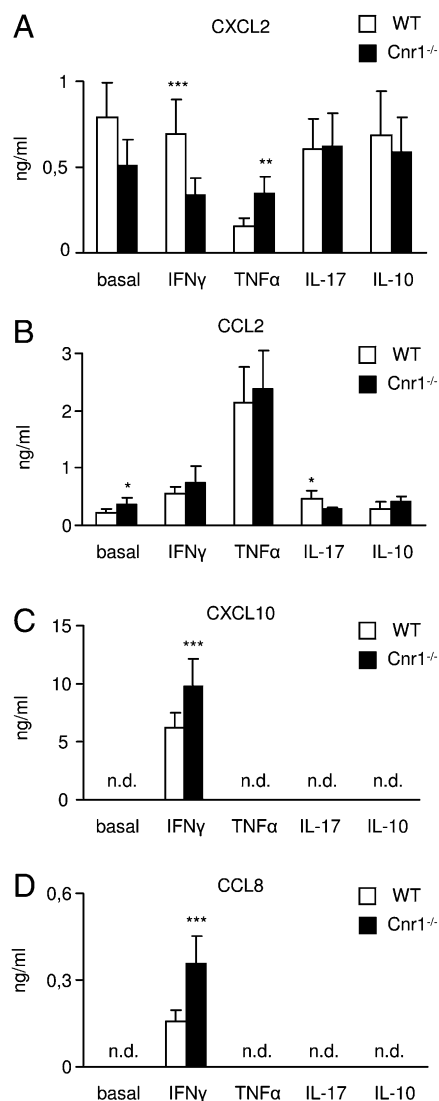 A
CXCL2
WT
Cnr1-/-
ng/ml
1
0,5
0
***
**
basal IFNγ TNFα IL-17 IL-10
B
CCL2
WT
Cnr1-/-
ng/ml
3
2
1
0
*
*
basal IFNγ TNFα IL-17 IL-10
C
CXCL10
WT
Cnr1-/-
ng/ml
15
10
5
0
***
n.d. n.d. n.d. n.d.
basal IFNγ TNFα IL-17 IL-10
D
CCL8
WT
Cnr1-/-
ng/ml
0,6
0,3
0
***
n.d. n.d. n.d. n.d.
basal IFNγ TNFα IL-17 IL-10